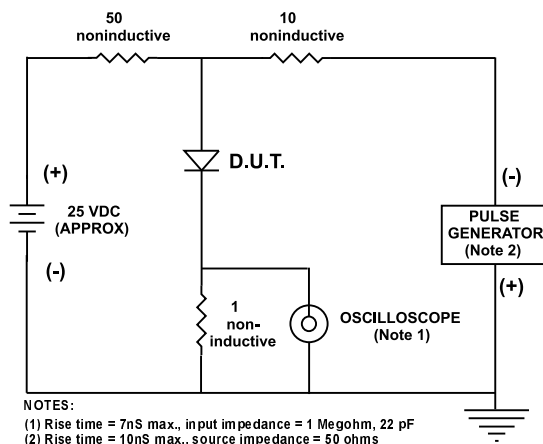 50
noninductive
10
noninductive
(+)
D.U.T.
(-)
25 VDC
(APPROX)
PULSE
GENERATOR
(Note 2)
(-)
(+)
1
non-
inductive
OSCILLOSCOPE
(Note 1)
NOTES:
(1) Rise time = 7nS max., input impedance = 1 Megohm, 22 pF
(2) Rise time = 10nS max., source impedance = 50 ohms